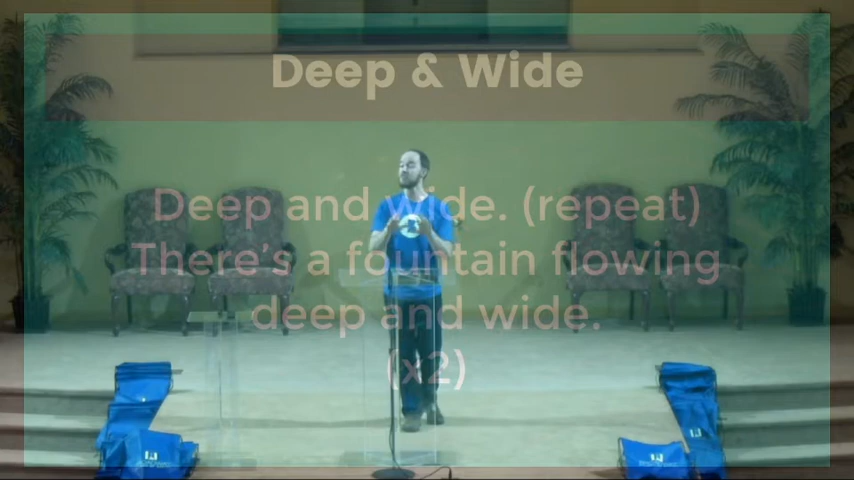 Deep & Wide
Deep and Wide. (repeat)
There's a fountain flowing
deep and wide.
(x2)